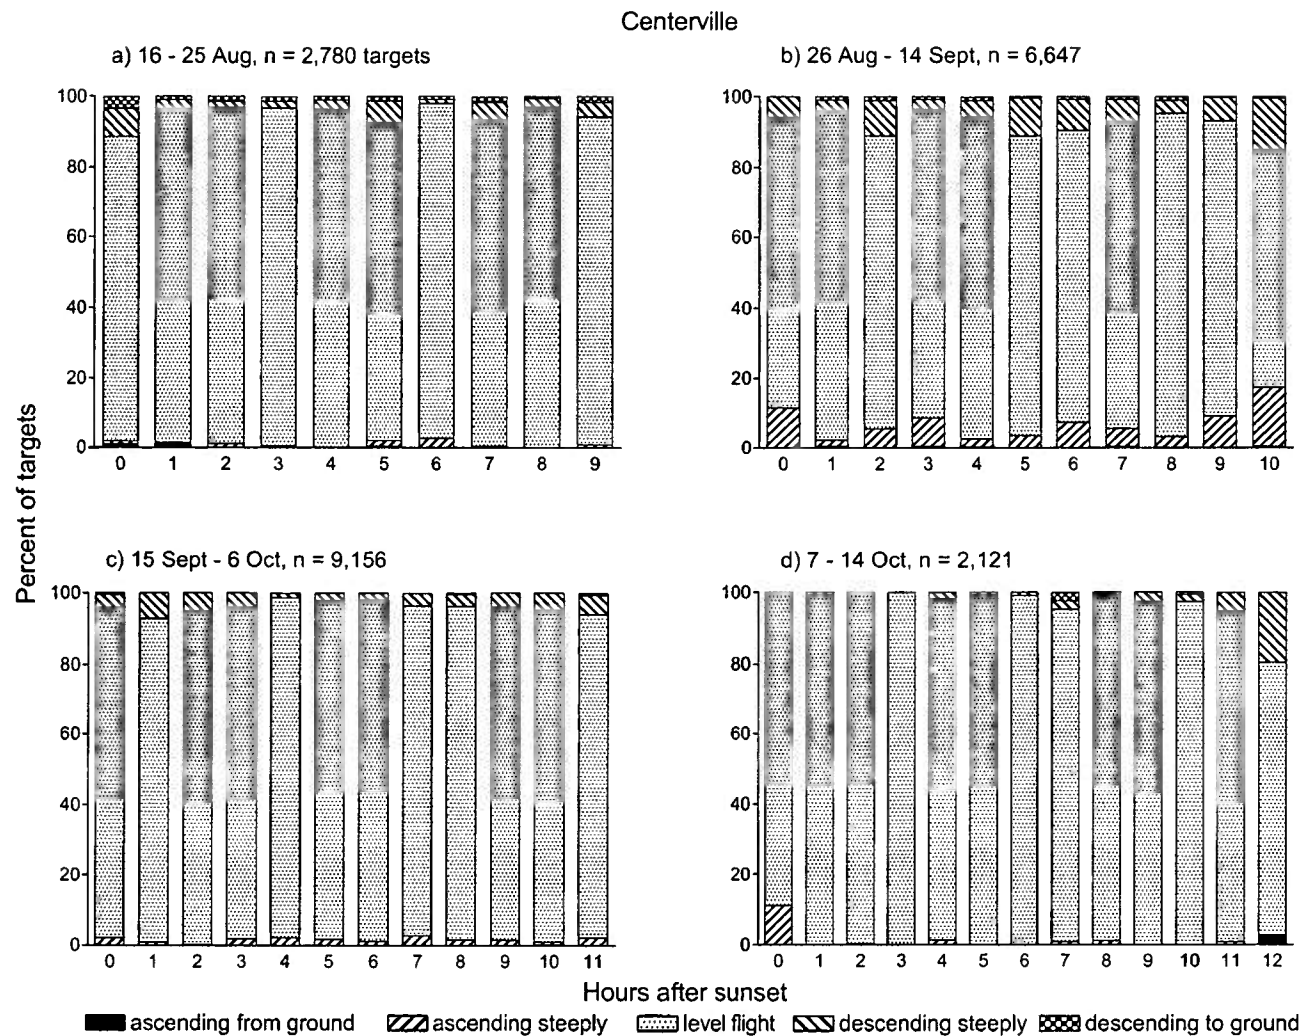 Centerville
a) 16 - 25 Aug, n = 2,780 targets
b) 26 Aug - 14 Sept, n = 6,647
100
80
60
40
20
0
0 1 2 3 4 5 6 7 8 9
100
80
60
40
20
0
0 1 2 3 4 5 6 7 8 9 10
Percent of targets
c) 15 Sept - 6 Oct, n = 9,156
d) 7 - 14 Oct, n = 2,121
100
80
60
40
20
0
0 1 2 3 4 5 6 7 8 9 10 11
100
80
60
40
20
0
0 1 2 3 4 5 6 7 8 9 10 11 12
Hours after sunset
ascending from ground ascending steeply level flight descending steeply descending to ground